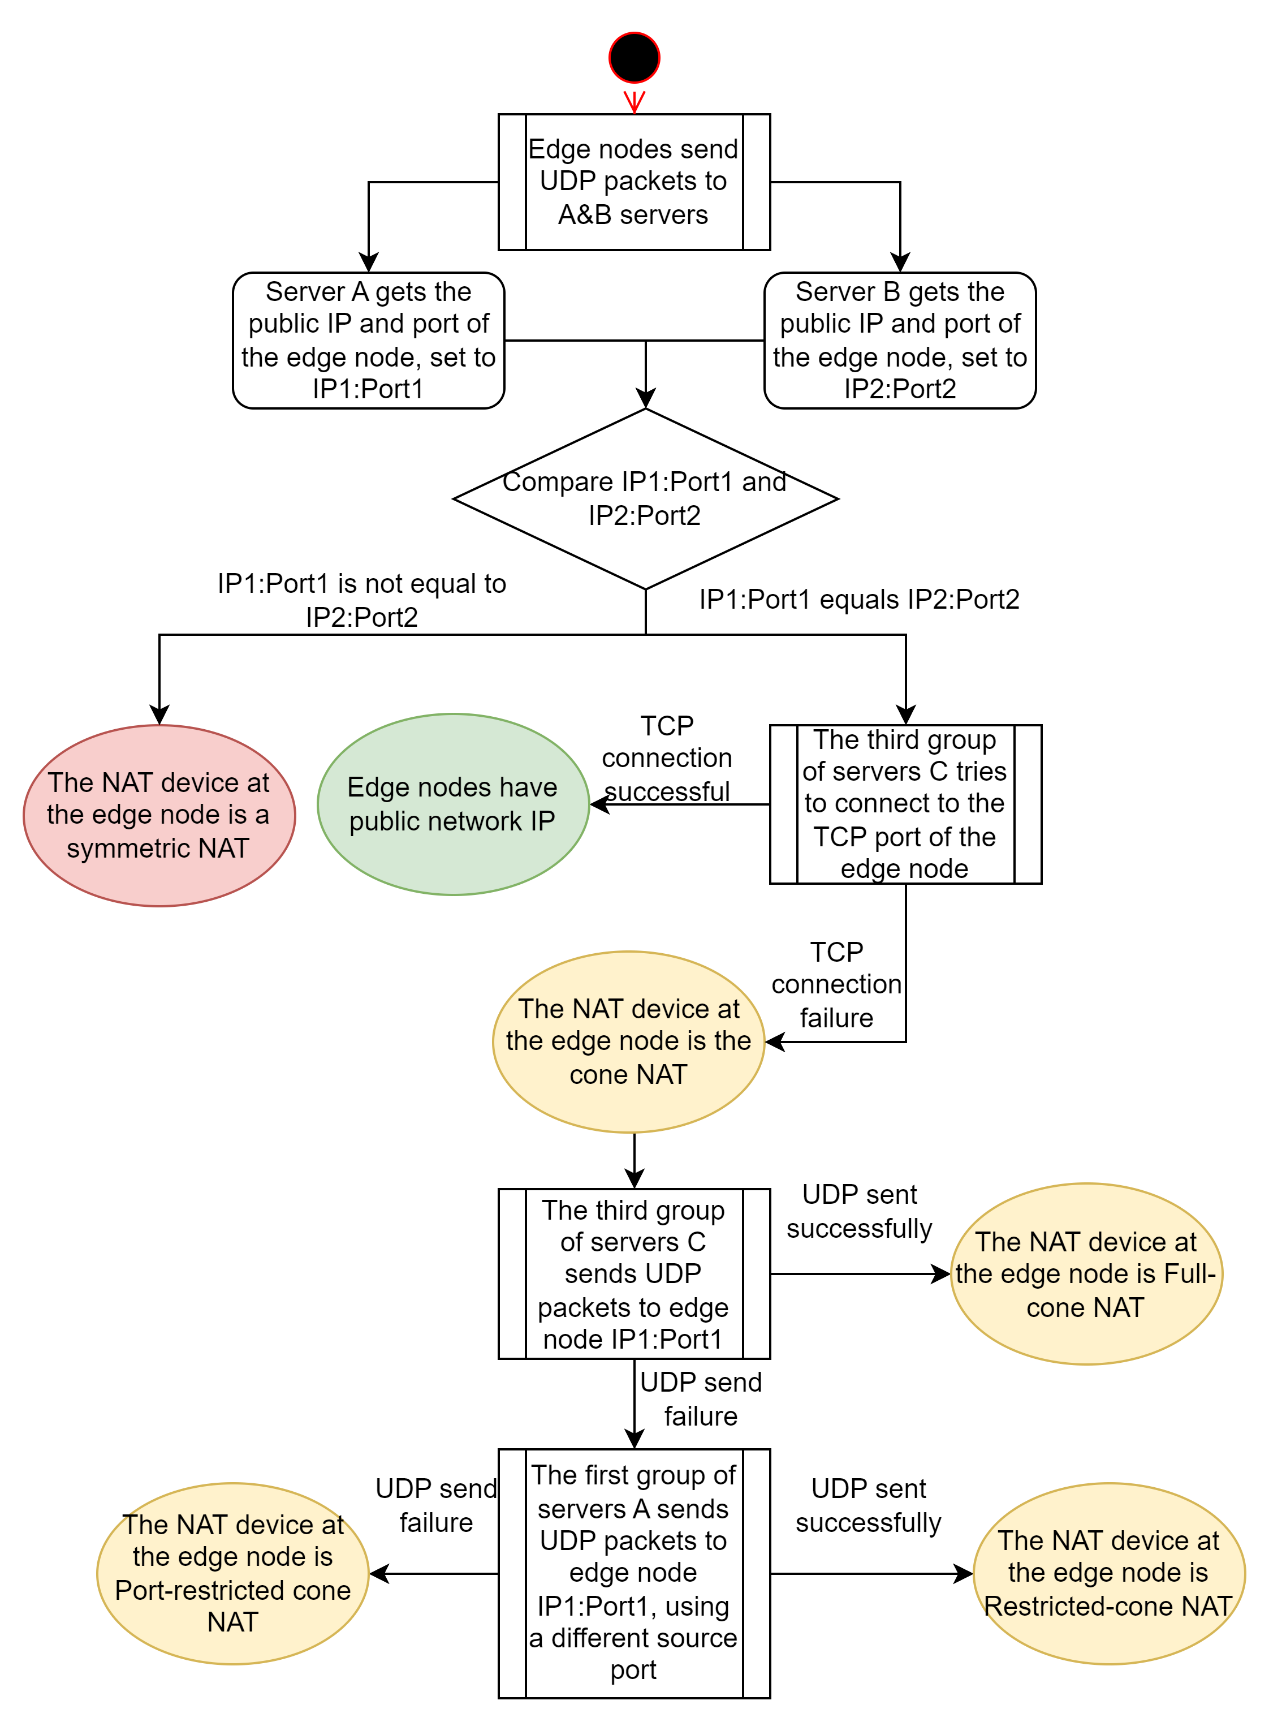 Edge nodes send
UDP packets to
A&B servers
Server A gets the
public IP and port of
the edge node, set to
IP1:Port1
Server B gets the
public IP and port of
the edge node, set to
IP2:Port2
Compare IP1:Port1 and
IP2:Port2
IP1:Port1 is not equal to
IP2:Port2
IP1:Port1 equals IP2:Port2
The NAT device at
the edge node is a
symmetric NAT
Edge nodes have
public network IP
TCP
connection
successful
The third group
of servers C tries
to connect to the
TCP port of the
edge node
TCP
connection
failure
The NAT device at
the edge node is the
cone NAT
The third group
of servers C
sends UDP
packets to edge
node IP1:Port1
UDP sent
successfully
The NAT device at
the edge node is Full-
cone NAT
UDP send
failure
The first group of
servers A sends
UDP packets to
edge node
IP1:Port1, using
a different source
port
UDP send
failure
The NAT device at
the edge node is
Port-restricted cone
NAT
UDP sent
successfully
The NAT device at
the edge node is
Restricted-cone NAT